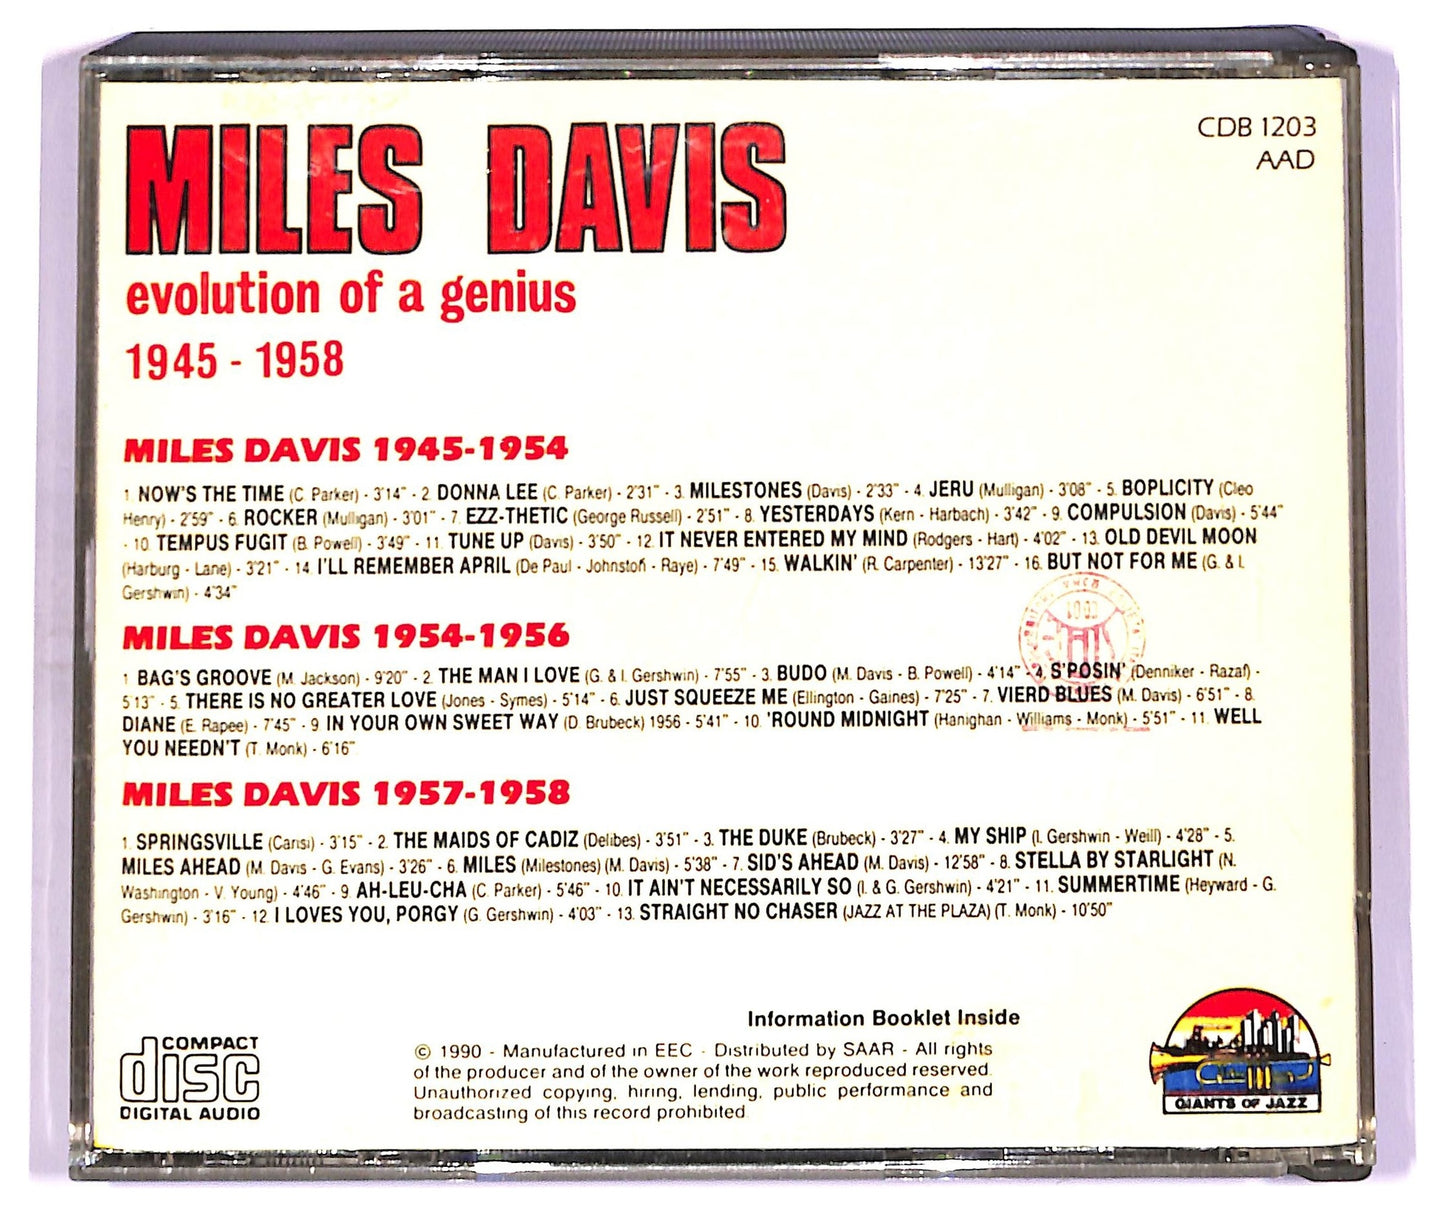 MILES DAVIS
CDB 1203
AAD
evolution of a genius
1945 - 1958
MILES DAVIS 1945-1954
1. NOW'S THE TIME (C. Parker) - 3'14" - 2. DONNA LEE (C. Parker) - 2'31" - 3. MILESTONES (Davis) - 2'33" - 4. JERU (Mulligan) - 3'08" - 5. BOPLICITY (Cleo
Henry) - 2'59" - 6. ROCKER (Mulligan) - 3'01" - 7. EZZ-THETIC (George Russell) - 2'51" - 8. YESTERDAYS (Kern - Harbach) - 3'42" - 9. COMPULSION (Davis) - 5'44"
- 10. TEMPUS FUGIT (B. Powell) - 3'49" - 11. TUNE UP (Davis) - 3'50" - 12. IT NEVER ENTERED MY MIND (Rodgers - Hart) - 4'02" - 13. OLD DEVIL MOON
(Harburg - Lane) - 3'21" - 14. I'LL REMEMBER APRIL (De Paul - Johnston - Raye) - 7'49" - 15. WALKIN' (R. Carpenter) - 13'27" - 16. BUT NOT FOR ME (G. & I.
Gershwin) - 4'34"
MILES DAVIS 1954-1956
1. BAG'S GROOVE (M. Jackson) - 9'20" - 2. THE MAN I LOVE (G. & I. Gershwin) - 7'55" - 3. BUDO (M. Davis - B. Powell) - 4'14" - 4. S'POSIN' (Denniker - Razaf) -
5'13" - 5. THERE IS NO GREATER LOVE (Jones - Symes) - 5'14" - 6. JUST SQUEEZE ME (Ellington - Gaines) - 7'25" - 7. VIERD BLUES (M. Davis) - 6'51" - 8.
DIANE (E. Rapee) - 7'45" - 9. IN YOUR OWN SWEET WAY (D. Brubeck) 1956 - 5'41" - 10. 'ROUND MIDNIGHT (Hanighan - Williams - Monk) - 5'51" - 11. WELL
YOU NEEDN'T (T. Monk) - 6'16"
MILES DAVIS 1957-1958
1. SPRINGSVILLE (Carisi) - 3'15" - 2. THE MAIDS OF CADIZ (Delibes) - 3'51" - 3. THE DUKE (Brubeck) - 3'27" - 4. MY SHIP (I. Gershwin - Weill) - 4'28" - 5.
MILES AHEAD (M. Davis - G. Evans) - 3'26" - 6. MILES (Milestones) (M. Davis) - 5'38" - 7. SID'S AHEAD (M. Davis) - 12'58" - 8. STELLA BY STARLIGHT (N.
Washington - V. Young) - 4'46" - 9. AH-LEU-CHA (C. Parker) - 5'46" - 10. IT AIN'T NECESSARILY SO (I. & G. Gershwin) - 4'21" - 11. SUMMERTIME (Heyward - G.
Gershwin) - 3'16" - 12. I LOVES YOU, PORGY (G. Gershwin) - 4'03" - 13. STRAIGHT NO CHASER (JAZZ AT THE PLAZA) (T. Monk) - 10'50"
Information Booklet Inside
© 1990 - Manufactured in EEC - Distributed by SAAR - All rights
of the producer and of the owner of the work reproduced reserved.
Unauthorized copying, hiring, lending, public performance and
broadcasting of this record prohibited.
COMPACT
disc
DIGITAL AUDIO
GIANTS OF JAZZ